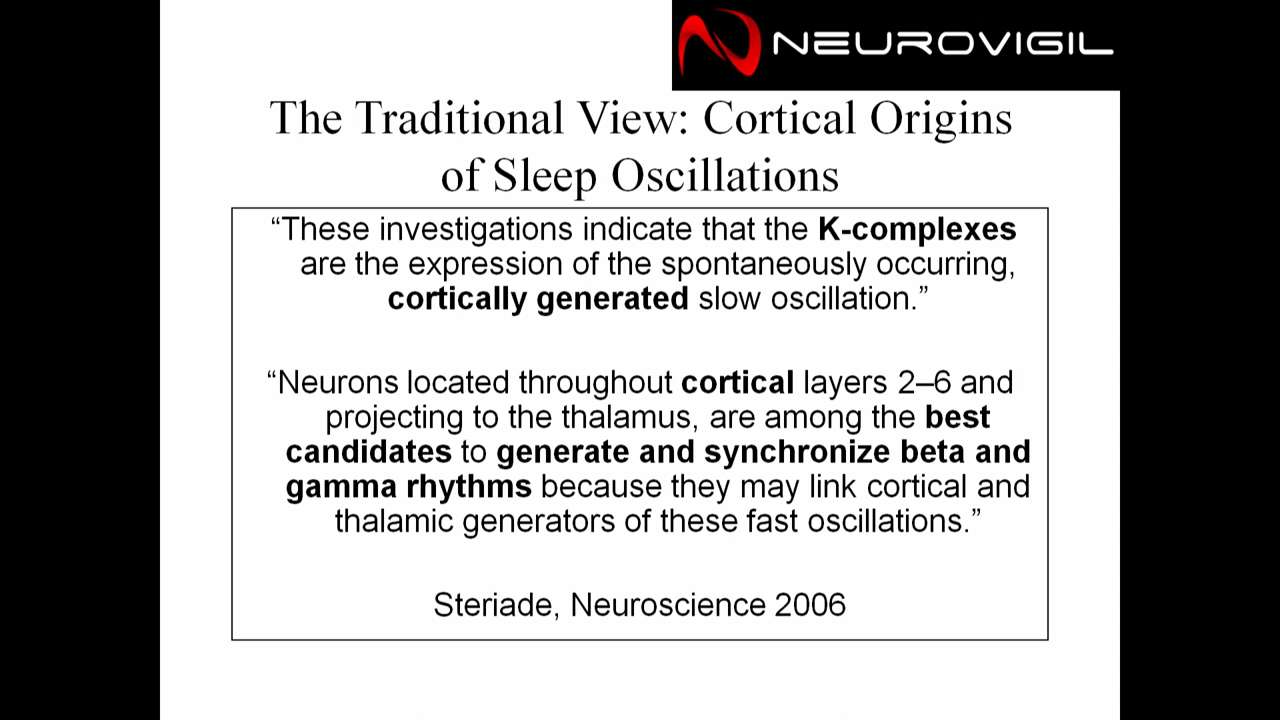 NEUROVIGIL
The Traditional View: Cortical Origins
of Sleep Oscillations
“These investigations indicate that the K-complexes
are the expression of the spontaneously occurring,
cortically generated slow oscillation.”
“Neurons located throughout cortical layers 2–6 and
projecting to the thalamus, are among the best
candidates to generate and synchronize beta and
gamma rhythms because they may link cortical and
thalamic generators of these fast oscillations.”
Steriade, Neuroscience 2006